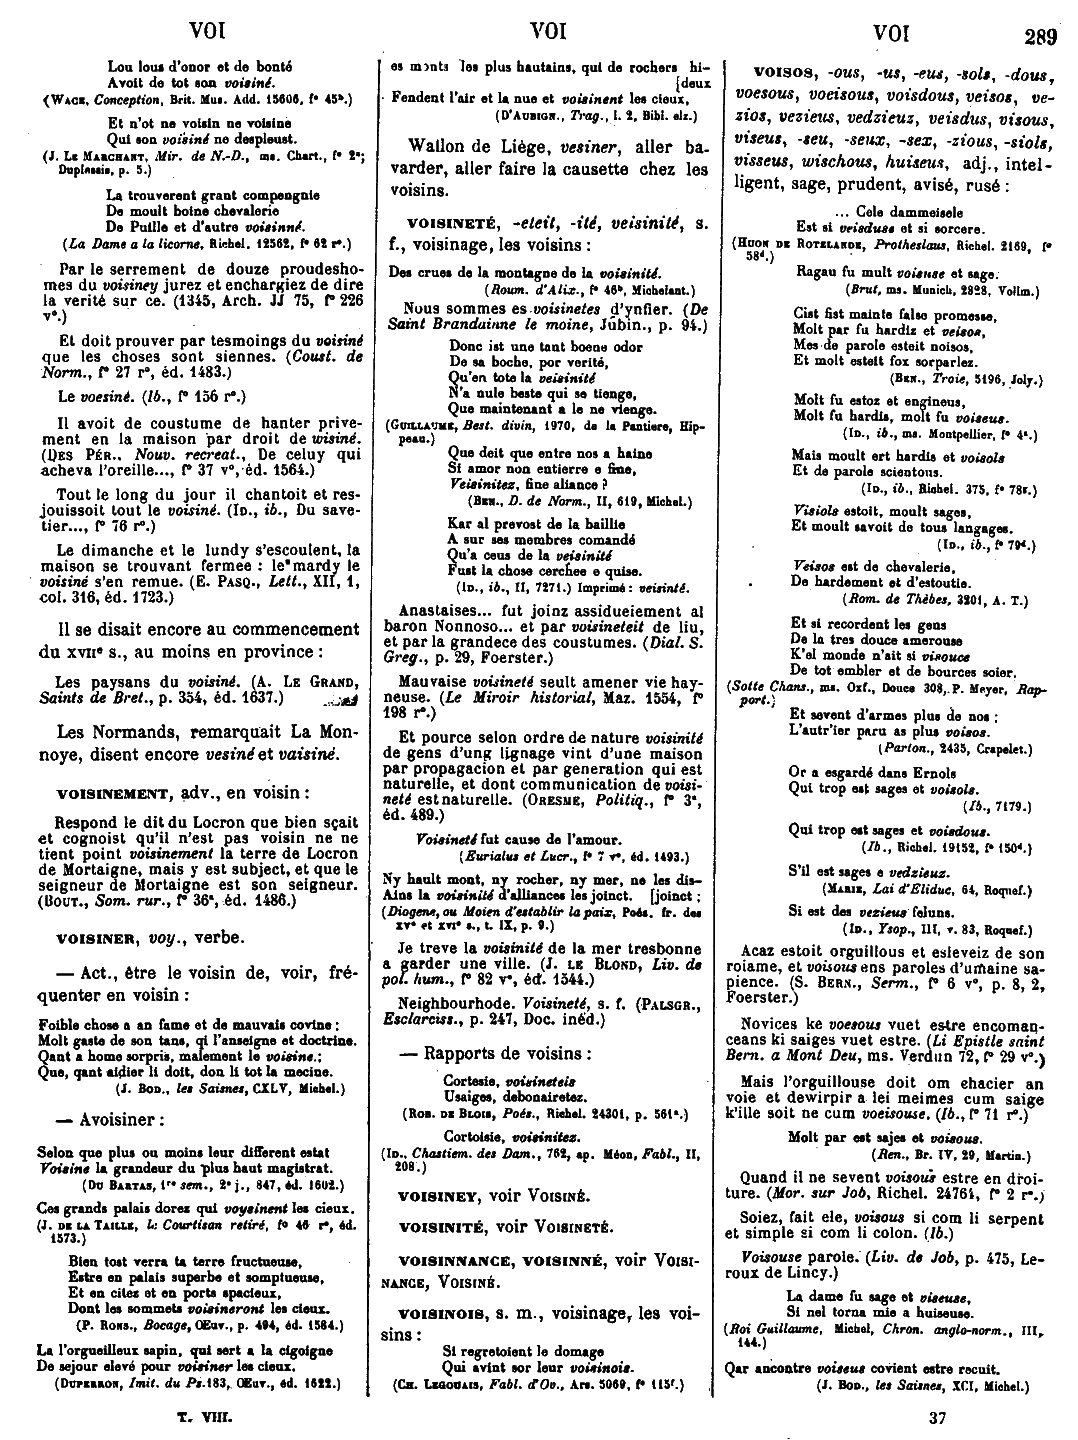 VOI
VOI
VOI
289
Lou lous d'onor et de bonté
Avoit de tot son voisiné.
(WACE, Conception, Brit. Mus. Add. 15606, f° 45ᵇ.)
Et n'ot ne voisin ne voisine
Qui son voisiné ne despleust.
(J. LE MARCHANT, Mir. de N.-D., ms. Chart., f° 2ᵛ;
Duplessis, p. 5.)
La trouverent grant compengnie
De moult boine chevalerie
De Puille et d'autre voisinné.
(La Dame a la licorne, Richel. 12562, f° 62 r°.)
Par le serrement de douze proudesho-
mes du voisiney jurez et enchargiez de dire
la verité sur ce. (1345, Arch. JJ 75, f° 226
v°.)
Et doit prouver par tesmoings du voisiné
que les choses sont siennes. (Coust. de
Norm., f° 27 r°, éd. 1483.)
Le voesiné. (Ib., f° 156 r°.)
Il avoit de coustume de hanter prive-
ment en la maison par droit de wisiné.
(DES PÉR., Nouv. recreat., De celuy qui
acheva l'oreille..., f° 37 v°, éd. 1564.)
Tout le long du jour il chantoit et res-
jouissoit tout le voisiné. (ID., ib., Du save-
tier..., f° 76 r°.)
Le dimanche et le lundy s'escoulent, la
maison se trouvant fermee : le mardy le
voisiné s'en remue. (E. PASQ., Lett., XII, 1,
col. 316, éd. 1723.)
Il se disait encore au commencement
du XVIIᵉ s., au moins en province :
Les paysans du voisiné. (A. LE GRAND,
Saints de Bret., p. 354, éd. 1637.)
Les Normands, remarquait La Mon-
noye, disent encore vesiné et vaisiné.
VOISINEMENT, adv., en voisin :
Respond le dit du Locron que bien sçait
et cognoist qu'il n'est pas voisin ne ne
tient point voisinement la terre de Locron
de Mortaigne, mais y est subject, et que le
seigneur de Mortaigne est son seigneur.
(BOUT., Som. rur., f° 36ᵃ, éd. 1486.)
VOISINER, voy., verbe.
— Act., être le voisin de, voir, fré-
quenter en voisin :
Foible chose a an fame et de mauvais covine :
Molt gaste de son tans, qi l'anseigne et doctrine.
Qant a home sorpris, malement le voisine.:
Que, qant aidier li doit, don li tot la mecine.
(J. BOD., les Saisnes, CXLV, Michel.)
— Avoisiner :
Selon que plus ou moins leur different estat
Voisine la grandeur du plus haut magistrat.
(DU BARTAS, 1ʳᵉ sem., 2ᵉ j., 847, éd. 1602.)
Ces grands palais dorez qui voysinent les cieux.
(J. DE LA TAILLE, Le Courtisan retiré, f° 46 r°, éd.
1573.)
Bien tost verra ta terre fructueuse,
Estre en palais superbe et somptueuse,
Et en citez et en ports spacieux,
Dont les sommets voisineront les cieux.
(P. RONS., Bocage, Œuv., p. 494, éd. 1584.)
La l'orgueilleux sapin, qui sert a la cigoigne
De sejour elevé pour voisiner les cieux.
(DUPERRON, Imit. du Ps.183, Œuv., éd. 1622.)
T. VIII.
es monts les plus hautains, qui de rochers hi-
[deux
Fendent l'air et la nue et voisinent les cieux,
(D'AUBIGN., Trag., l. 2, Bibl. elz.)
Wallon de Liège, vesiner, aller ba-
varder, aller faire la causette chez les
voisins.
VOISINETÉ, -eteit, -ité, veisinité, s.
f., voisinage, les voisins :
Des crues de la montagne de la voisinité.
(Roum. d'Alix., f° 46ᵇ, Michelant.)
Nous sommes es voisinetes d'ynfier. (De
Saint Brandainne le moine, Jubin., p. 94.)
Donc ist une tant boene odor
De sa boche, por verité,
Qu'en tote la veisinité
N'a nule beste qui se tienge,
Que maintenant a le ne vienge.
(GUILLAUME, Best. divin, 1970, de la Pantiere, Hip-
peau.)
Que deit que entre nos a haine
Si amor non entierre e fine,
Veisinitez, fine aliance ?
(BEN., D. de Norm., II, 619, Michel.)
Kar al prevost de la baillie
A sur ses membres comandé
Qu'a ceus de la veisinité
Fust la chose cerchee e quise.
(ID., ib., II, 7271.) Imprimé : veisinté.
Anastaises... fut joinz assidueiement al
baron Nonnoso... et par voisineteit de liu,
et par la grandece des coustumes. (Dial. S.
Greg., p. 29, Foerster.)
Mauvaise voisineté seult amener vie hay-
neuse. (Le Miroir historial, Maz. 1554, f°
198 r°.)
Et pource selon ordre de nature voisinité
de gens d'ung lignage vint d'une maison
par propagacion et par generation qui est
naturelle, et dont communication de voisi-
neté est naturelle. (ORESME, Politiq., f° 3ᵃ,
éd. 489.)
Voisineté fut cause de l'amour.
(Eurialus et Lucr., f° 7 r°, éd. 1493.)
Ny hault mont, ny rocher, ny mer, ne les dis-
Ains la voisinité d'alliances les joinct. [joinct ;
(Diogene, ou Moien d'establir la paix, Poés. fr. des
XVᵉ et XVIᵉ s., t. IX, p. 9.)
Je treve la voisinité de la mer tresbonne
a garder une ville. (J. LE BLOND, Liv. de
pol. hum., f° 82 v°, éd. 1544.)
Neighbourhode. Voisineté, s. f. (PALSGR.,
Esclarciss., p. 247, Doc. inéd.)
— Rapports de voisins :
Cortesie, voisineteis
Usaiges, debonairetez.
(ROB. DE BLOIS, Poés., Richel. 24301, p. 561ᵃ.)
Cortoisie, voisinitez.
(ID., Chastiem. des Dam., 762, ap. Méon, Fabl., II,
208.)
VOISINEY, voir VOISINÉ.
VOISINITÉ, voir VOISINETÉ.
VOISINNANCE, VOISINNÉ, voir VOISI-
NANCE, VOISINÉ.
VOISINOIS, s. m., voisinage, les voi-
sins :
Si regretoient le domage
Qui avint sor leur voisinois.
(CH. LEGOUAIS, Fabl. d'Ov., Ars. 5069, f° 115ᶠ.)
VOISOS, -ous, -us, -eus, -sols, -dous,
voesous, voeisous, voisdous, veisos, ve-
zios, vezieus, vedzieuz, veisdus, visous,
viseus, -seu, -seux, -sex, -zious, -siols,
visseus, wischous, huiseus, adj., intel-
ligent, sage, prudent, avisé, rusé :
... Cele dammeisele
Est si veisduse et si sorcere.
(HUON DE ROTELANDE, Protheslaus, Richel. 2169, f°
58ᵈ.)
Ragau fu mult voisuse et sage.
(Brut, ms. Munich, 2828, Vollm.)
Cist fist mainte false promesse,
Molt par fu hardiz et veisos,
Mes de parole esteit noisos,
Et molt esteit fox sorparlez.
(BEN., Troie, 5196, Joly.)
Molt fu estoz et engineus,
Molt fu hardis, molt fu voiseus.
(ID., ib., ms. Montpellier, f° 4ᵃ.)
Mais moult ert hardis et voisols
Et de parole scientous.
(ID., ib., Richel. 375, f° 78r.)
Visiols estoit, moult sages,
Et moult savoit de tous langages.
(ID., ib., f° 79ᵈ.)
Veisos est de chevalerie,
De hardement et d'estoutie.
(Rom. de Thèbes, 3201, A. T.)
Et si recordent les gens
De la tres douce amerouse
K'el monde n'ait si visouce
De tot embler et de bources soier.
(Sotte Chans., ms. Oxf., Douce 308, P. Meyer, Rap-
port.)
Et sevent d'armes plus de nos ;
L'autr'ier paru as plus voisos.
(Parton., 2435, Crapelet.)
Or a esgardé dans Ernols
Qui trop est sages et voisols.
(Ib., 7179.)
Qui trop est sages et voisdous.
(Ib., Richel. 19152, f° 150ᵈ.)
S'il est sages e vedzieuz.
(MARIE, Lai d'Eliduc, 64, Roquef.)
Si est des vezieus feluns.
(ID., Ysop., III, v. 83, Roquef.)
Acaz estoit orguillous et esleveiz de son
roiame, et voisous ens paroles d'umaine sa-
pience. (S. BERN., Serm., f° 6 v°, p. 8, 2,
Foerster.)
Novices ke voesous vuet estre encoman-
ceans ki saiges vuet estre. (Li Epistle saint
Bern. a Mont Deu, ms. Verdun 72, f° 29 v°.)
Mais l'orguillouse doit om ehacier an
voie et dewirpir a lei meimes cum saige
k'ille soit ne cum voeisouse. (Ib., f° 71 r°.)
Molt par est sajes et voisous.
(Ren., Br. IV, 29, Martin.)
Quand il ne sevent voisous estre en droi-
ture. (Mor. sur Job, Richel. 24764, f° 2 r°.)
Soiez, fait ele, voisous si com li serpent
et simple si com li colon. (Ib.)
Voisouse parole. (Liv. de Job, p. 475, Le-
roux de Lincy.)
La dame fu sage et viseuse,
Si nel torna mie a huiseuse.
(Roi Guillaume, Michel, Chron. anglo-norm., III,
144.)
Qar ancontre voiseus covient estre recuit.
(J. BOD., les Saisnes, XCI, Michel.)
37